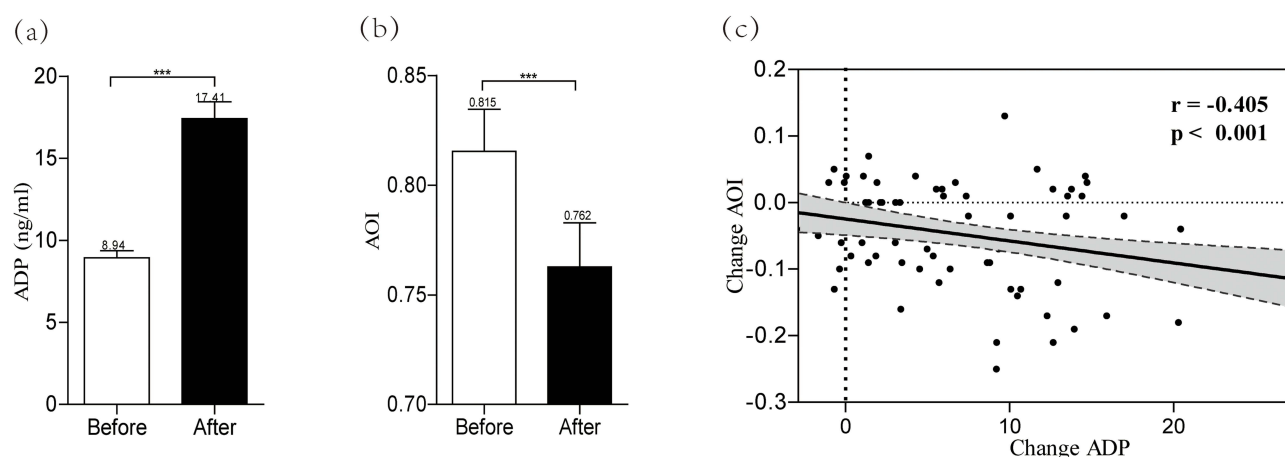 (a)
***
17.41
8.94
20
15
10
5
0
ADP (ng/ml)
Before After
(b)
***
0.815
0.762
0.85
0.80
0.75
0.70
AOI
Before After
(c)
r = -0.405
p < 0.001
0.2
0.1
0.0
-0.1
-0.2
-0.3
Change AOI
0 10 20
Change ADP